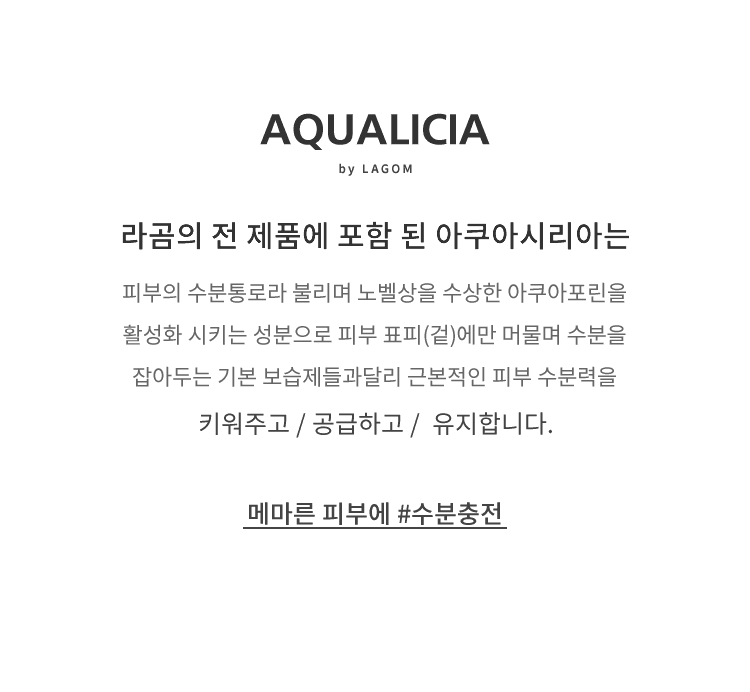 AQUALICIA
by LAGOM
라곰의 전 제품에 포함 된 아쿠아시리아는
피부의 수분통로라 불리며 노벨상을 수상한 아쿠아포린을
활성화 시키는 성분으로 피부 표피(겉)에만 머물며 수분을
잡아두는 기본 보습제들과달리 근본적인 피부 수분력을
키워주고 / 공급하고 / 유지합니다.
메마른 피부에 #수분충전